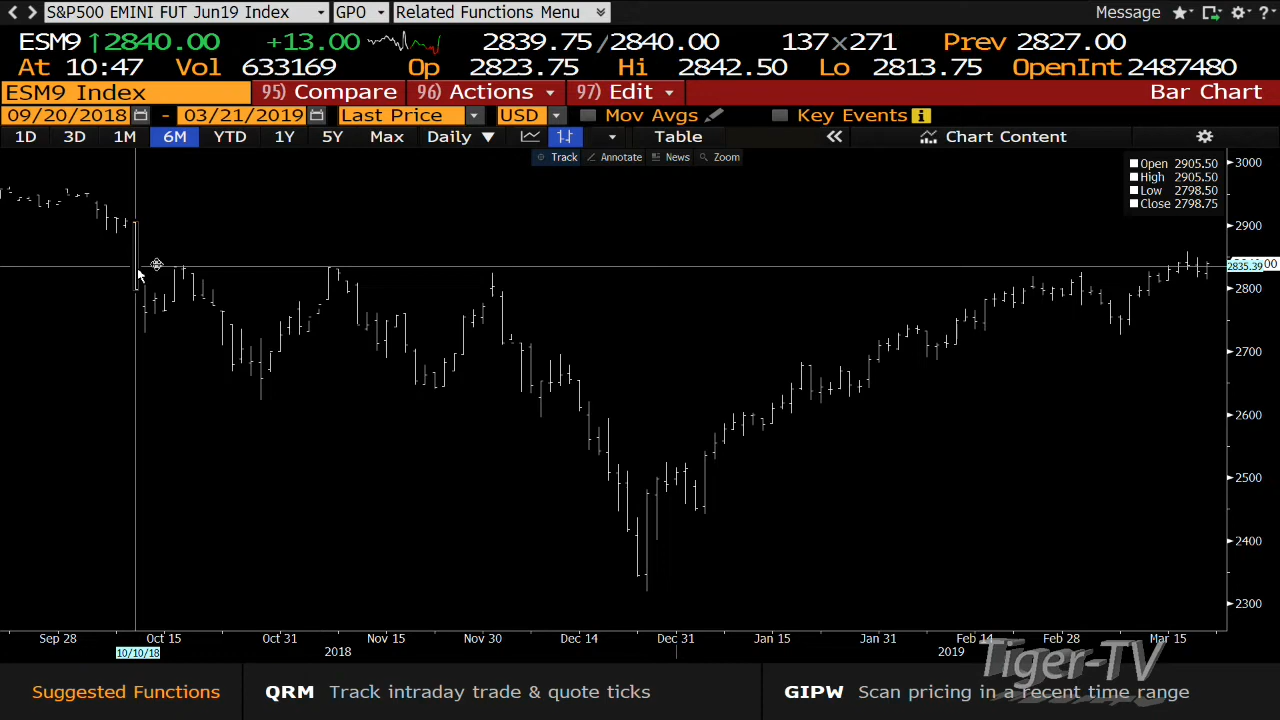 S&P500 EMINI FUT Jun19 Index GPO Related Functions Menu Message ?
ESM9 ↑2840.00 +13.00 2839.75/2840.00 137x271 Prev 2827.00
At 10:47 Vol 633169 Op 2823.75 Hi 2842.50 Lo 2813.75 OpenInt 2487480
ESM9 Index 95) Compare 96) Actions 97) Edit Bar Chart
09/20/2018 - 03/21/2019 Last Price USD Mov Avgs Key Events i
1D 3D 1M 6M YTD 1Y 5Y Max Daily ▼ Table « Chart Content
Track Annotate News Zoom
Open 2905.50
High 2905.50
Low 2798.50
Close 2798.75
3000
2900
2835.39
2800
2700
2600
2500
2400
2300
Sep 28 Oct 15 Oct 31 Nov 15 Nov 30 Dec 14 Dec 31 Jan 15 Jan 31 Feb 14 Feb 28 Mar 15
10/10/18 2018 2019
Tiger-TV
Suggested Functions QRM Track intraday trade & quote ticks GIPW Scan pricing in a recent time range